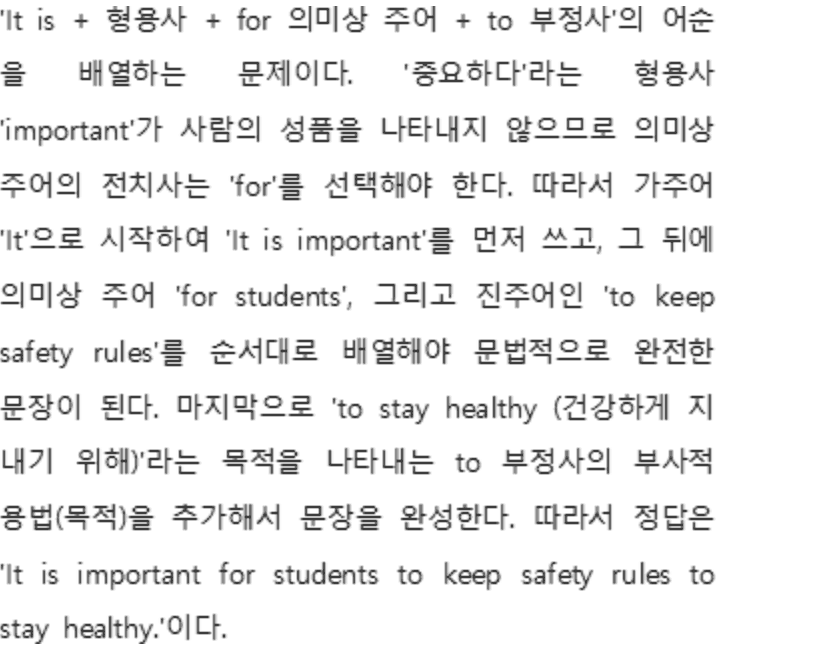 'It is + 형용사 + for 의미상 주어 + to 부정사'의 어순
을 배열하는 문제이다. '중요하다'라는 형용사
'important'가 사람의 성품을 나타내지 않으므로 의미상
주어의 전치사는 'for'를 선택해야 한다. 따라서 가주어
'It'으로 시작하여 'It is important'를 먼저 쓰고, 그 뒤에
의미상 주어 'for students', 그리고 진주어인 'to keep
safety rules'를 순서대로 배열해야 문법적으로 완전한
문장이 된다. 마지막으로 'to stay healthy (건강하게 지
내기 위해)'라는 목적을 나타내는 to 부정사의 부사적
용법(목적)을 추가해서 문장을 완성한다. 따라서 정답은
'It is important for students to keep safety rules to
stay healthy.'이다.